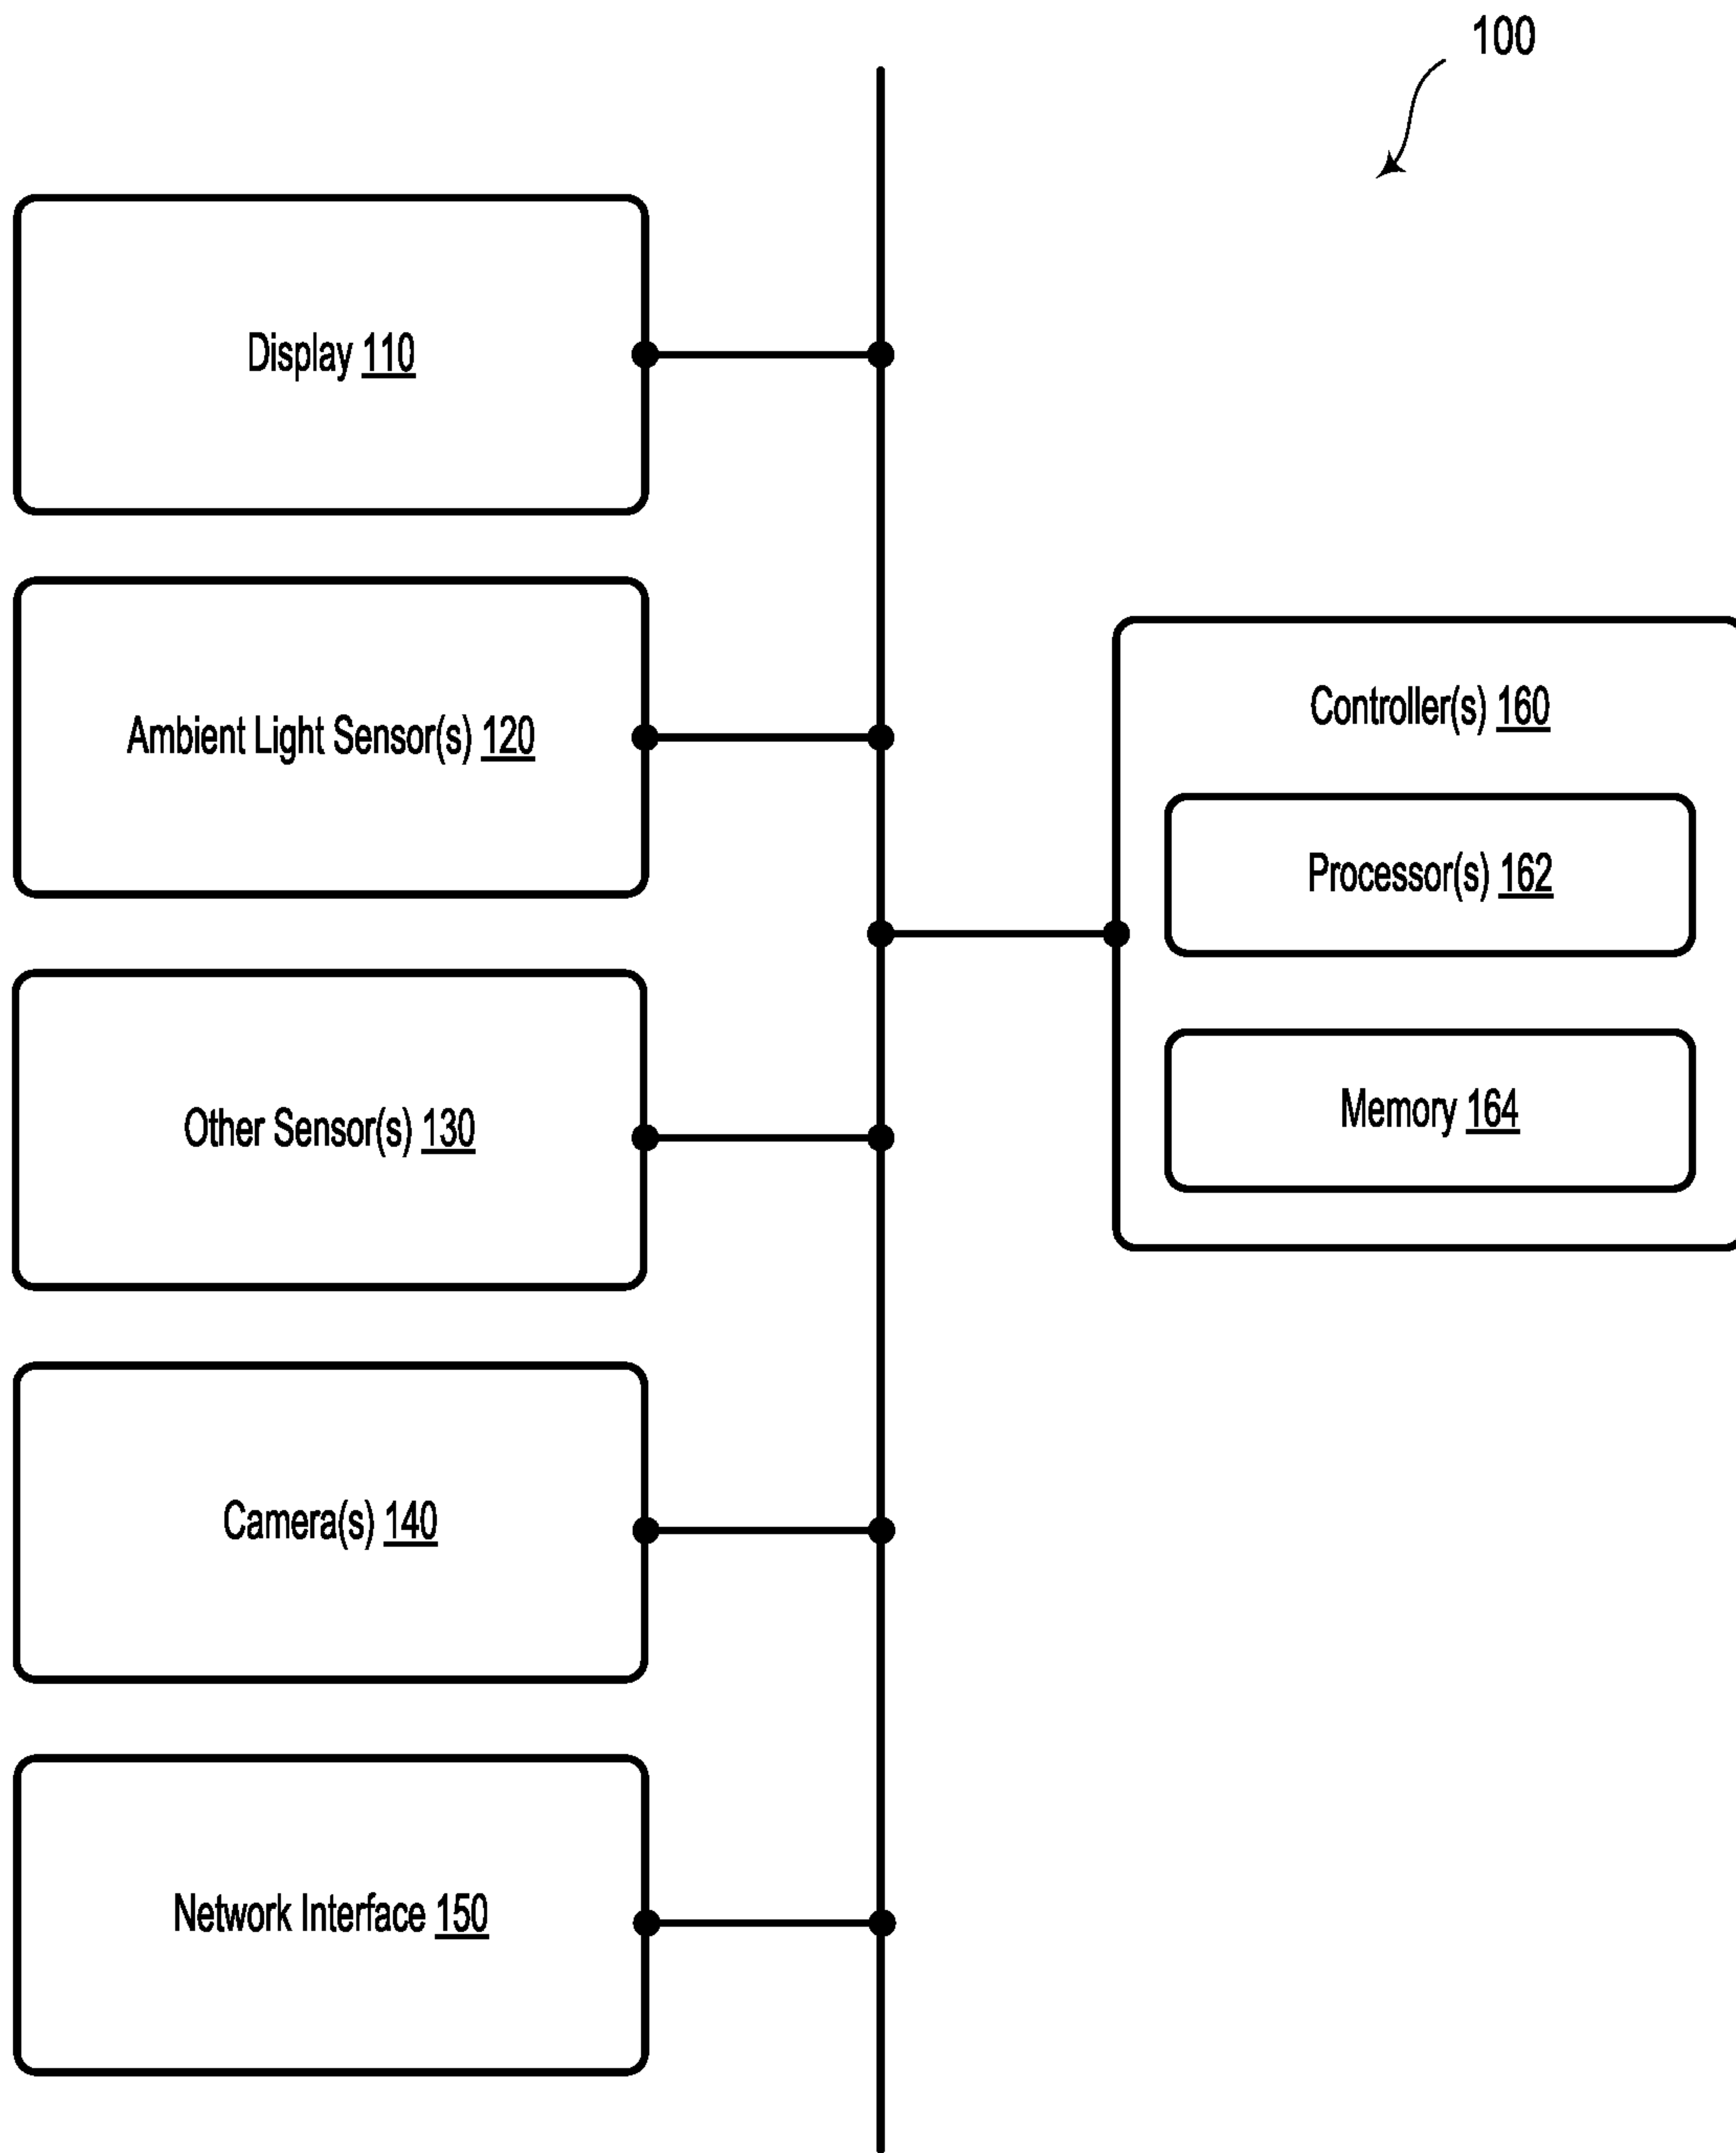 100
Display 110
Ambient Light Sensor(s) 120
Other Sensor(s) 130
Camera(s) 140
Network Interface 150
Controller(s) 160
Processor(s) 162
Memory 164